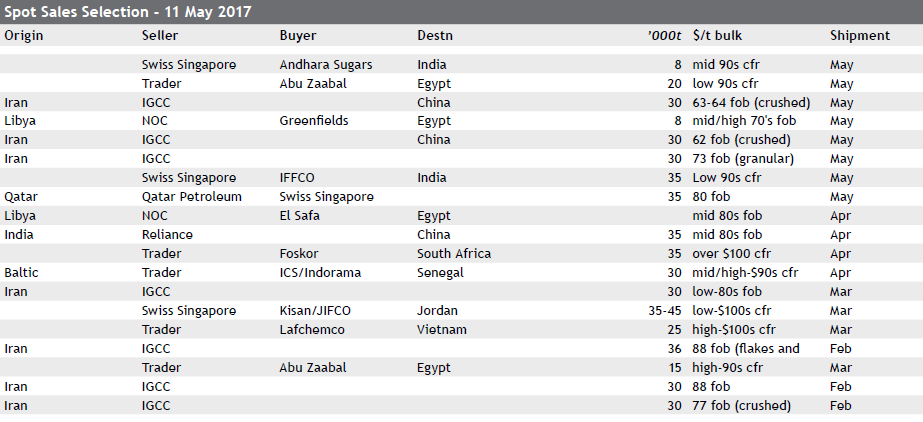 Spot Sales Selection - 11 May 2017
Origin Seller Buyer Destn '000t $/t bulk Shipment
Swiss Singapore Andhara Sugars India 8 mid 90s cfr May
Trader Abu Zaabal Egypt 20 low 90s cfr May
Iran IGCC China 30 63-64 fob (crushed) May
Libya NOC Greenfields Egypt 8 mid/high 70's fob May
Iran IGCC China 30 62 fob (crushed) May
Iran IGCC 30 73 fob (granular) May
Swiss Singapore IFFCO India 35 Low 90s cfr May
Qatar Qatar Petroleum Swiss Singapore 35 80 fob May
Libya NOC El Safa Egypt mid 80s fob Apr
India Reliance China 35 mid 80s fob Apr
Trader Foskor South Africa 35 over $100 cfr Apr
Baltic Trader ICS/Indorama Senegal 30 mid/high-$90s cfr Apr
Iran IGCC 30 low-80s fob Mar
Swiss Singapore Kisan/JIFCO Jordan 35-45 low-$100s cfr Mar
Trader Lafchemco Vietnam 25 high-$100s cfr Mar
Iran IGCC 36 88 fob (flakes and Feb
Trader Abu Zaabal Egypt 15 high-90s cfr Mar
Iran IGCC 30 88 fob Feb
Iran IGCC 30 77 fob (crushed) Feb